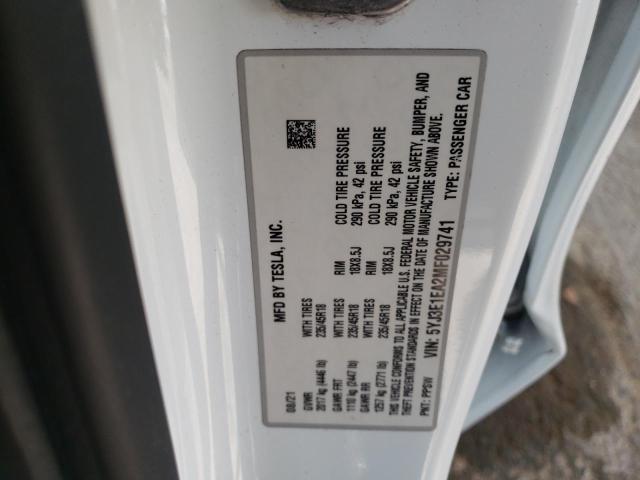 MFD BY TESLA, INC.
08/21
GVWR WITH TIRES RIM COLD TIRE PRESSURE
2017 kg (4446 lb) 235/45R18 18X8.5J 290 kPa, 42 psi
GAWR FRT WITH TIRES RIM COLD TIRE PRESSURE
1110 kg (2447 lb) 235/45R18 18X8.5J 290 kPa, 42 psi
GAWR RR
1257 kg (2771 lb) 235/45R18
THIS VEHICLE CONFORMS TO ALL APPLICABLE U.S. FEDERAL MOTOR VEHICLE SAFETY, BUMPER, AND
THEFT PREVENTION STANDARDS IN EFFECT ON THE DATE OF MANUFACTURE SHOWN ABOVE.
VIN: 5YJ3E1EA2MF029741 TYPE: PASSENGER CAR
PNT: PPSW